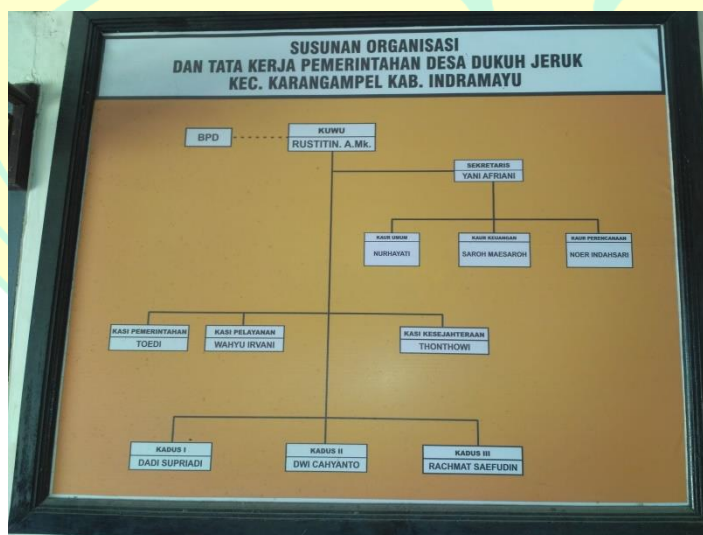 SUSUNAN ORGANISASI
DAN TATA KERJA PEMERINTAHAN DESA DUKUH JERUK
KEC. KARANGAMPEL KAB. INDRAMAYU
BPD
KUWU
RUSTITIN. A.Mk.
SEKRETARIS
YANI AFRIANI
KAUR UMUM
NURHAYATI
KAUR KEUANGAN
SAROH MAESAROH
KAUR PERENCANAAN
NOER INDAHSARI
KASI PEMERINTAHAN
TOEDI
KASI PELAYANAN
WAHYU IRVANI
KASI KESEJAHTERAAN
THONTHOWI
KADUS I
DADI SUPRIADI
KADUS II
DWI CAHYANTO
KADUS III
RACHMAT SAEFUDIN